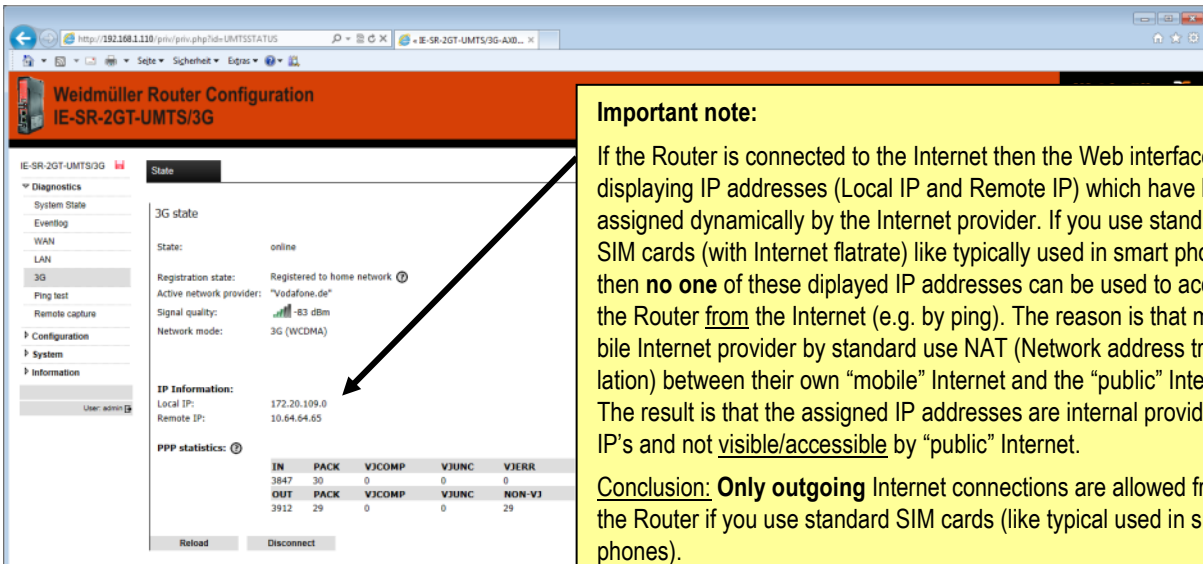 http://192.168.1.110/priv/priv.php?id=UMTSSTATUS
IE-SR-2GT-UMTS/3G-AX0...
Seite Sicherheit Extras
Weidmüller Router Configuration
IE-SR-2GT-UMTS/3G
IE-SR-2GT-UMTS/3G
Diagnostics
System State
Eventlog
WAN
LAN
3G
Ping test
Remote capture
Configuration
System
Information
User: admin
State
3G state
State: online
Registration state: Registered to home network
Active network provider: "Vodafone.de"
Signal quality: -83 dBm
Network mode: 3G (WCDMA)
IP Information:
Local IP: 172.20.109.0
Remote IP: 10.64.64.65
PPP statistics:
IN PACK VJCOMP VJUNC VJERR
3847 30 0 0 0
OUT PACK VJCOMP VJUNC NON-VJ
3912 29 0 0 29
Reload Disconnect
Important note:
If the Router is connected to the Internet then the Web interface
displaying IP addresses (Local IP and Remote IP) which have
assigned dynamically by the Internet provider. If you use stand
SIM cards (with Internet flatrate) like typically used in smart pho
then no one of these diplayed IP addresses can be used to acc
the Router from the Internet (e.g. by ping). The reason is that m
bile Internet provider by standard use NAT (Network address tr
lation) between their own “mobile” Internet and the “public” Inte
The result is that the assigned IP addresses are internal provid
IP's and not visible/accessible by “public” Internet.
Conclusion: Only outgoing Internet connections are allowed fr
the Router if you use standard SIM cards (like typical used in s
phones).